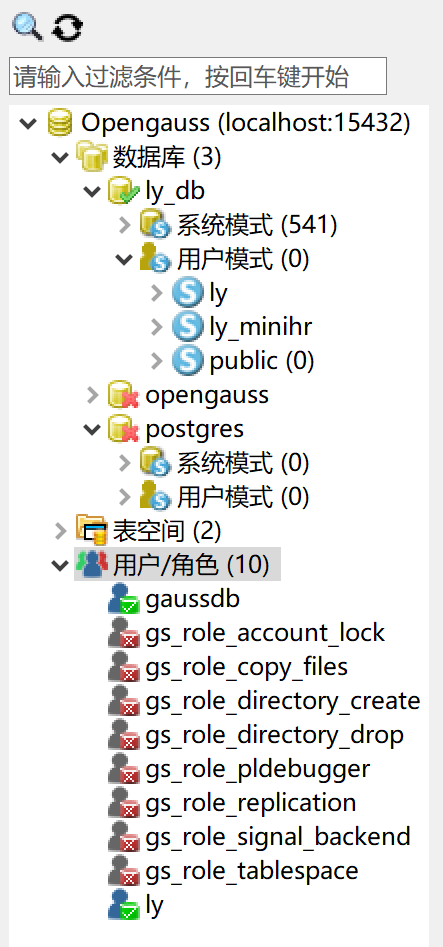 请输入过滤条件，按回车键开始
Opengauss (localhost:15432)
数据库 (3)
ly_db
系统模式 (541)
用户模式 (0)
ly
ly_minihr
public (0)
opengauss
postgres
系统模式 (0)
用户模式 (0)
表空间 (2)
用户/角色 (10)
gaussdb
gs_role_account_lock
gs_role_copy_files
gs_role_directory_create
gs_role_directory_drop
gs_role_pldebugger
gs_role_replication
gs_role_signal_backend
gs_role_tablespace
ly